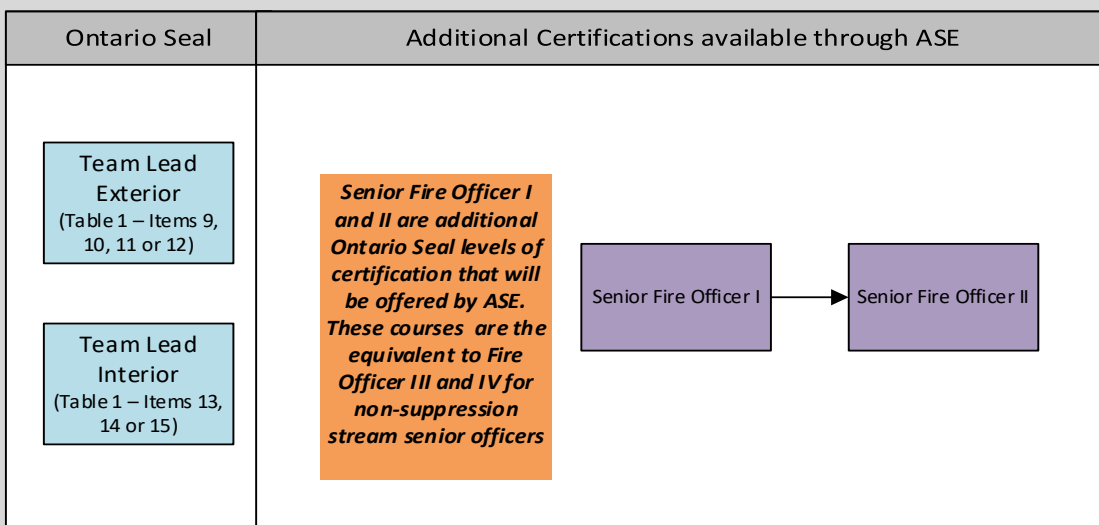 Ontario Seal
Additional Certifications available through ASE
Team Lead
Exterior
(Table 1 – Items 9,
10, 11 or 12)
Team Lead
Interior
(Table 1 – Items 13,
14 or 15)
Senior Fire Officer I
and II are additional
Ontario Seal levels of
certification that will
be offered by ASE.
These courses are the
equivalent to Fire
Officer III and IV for
non-suppression
stream senior officers
Senior Fire Officer I
Senior Fire Officer II